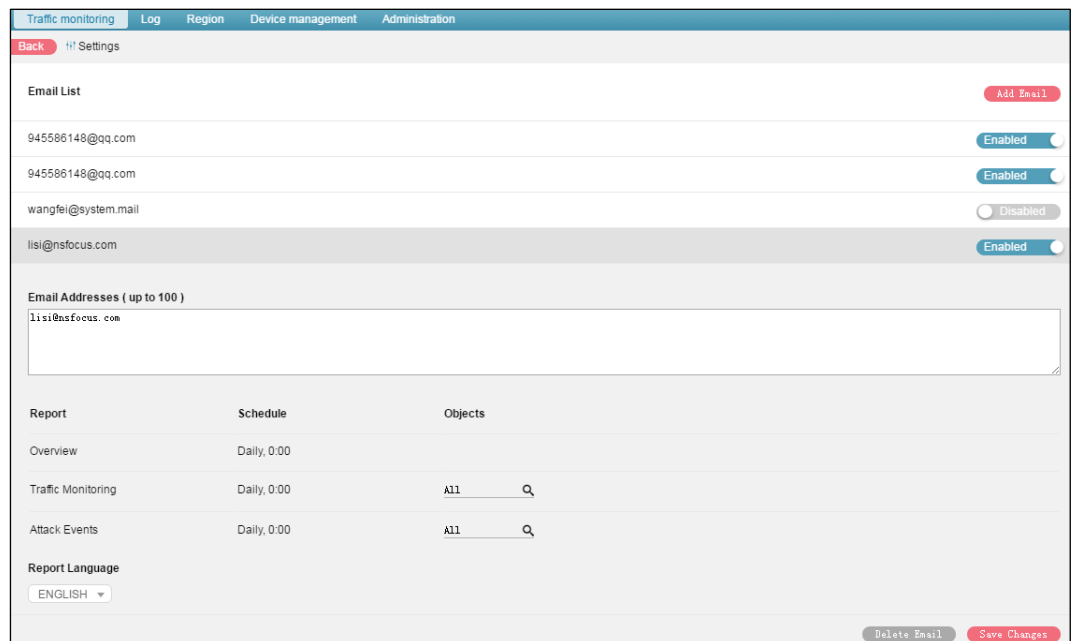 Traffic monitoring Log Region Device management Administration
Back Settings
Email List Add Email
945586148@qq.com Enabled
945586148@qq.com Enabled
wangfei@system.mail Disabled
lisi@nsfocus.com Enabled
Email Addresses ( up to 100 )
lisi@nsfocus.com
Report Schedule Objects
Overview Daily, 0:00
Traffic Monitoring Daily, 0:00 All
Attack Events Daily, 0:00 All
Report Language
ENGLISH
Delete Email Save Changes